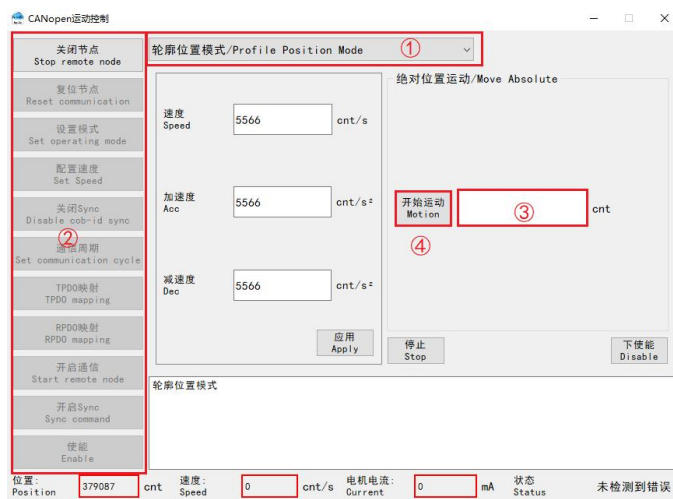 CANopen运动控制
关闭节点
Stop remote node
复位节点
Reset communication
设置模式
Set operating mode
配置速度
Set Speed
关闭Sync
Disable cob-id sync
②
通信周期
Set communication cycle
TPDO映射
TPDO mapping
RPDO映射
RPDO mapping
开启通信
Start remote node
开启Sync
Sync command
使能
Enable
轮廓位置模式/Profile Position Mode ①
速度
Speed
5566 cnt/s
加速度
Acc
5566 cnt/s²
减速度
Dec
5566 cnt/s²
应用
Apply
绝对位置运动/Move Absolute
开始运动
Motion
③ cnt
④
停止
Stop
下使能
Disable
轮廓位置模式
位置:
Position
379087 cnt
速度:
Speed
0 cnt/s
电机电流:
Current
0 mA
状态
Status
未检测到错误